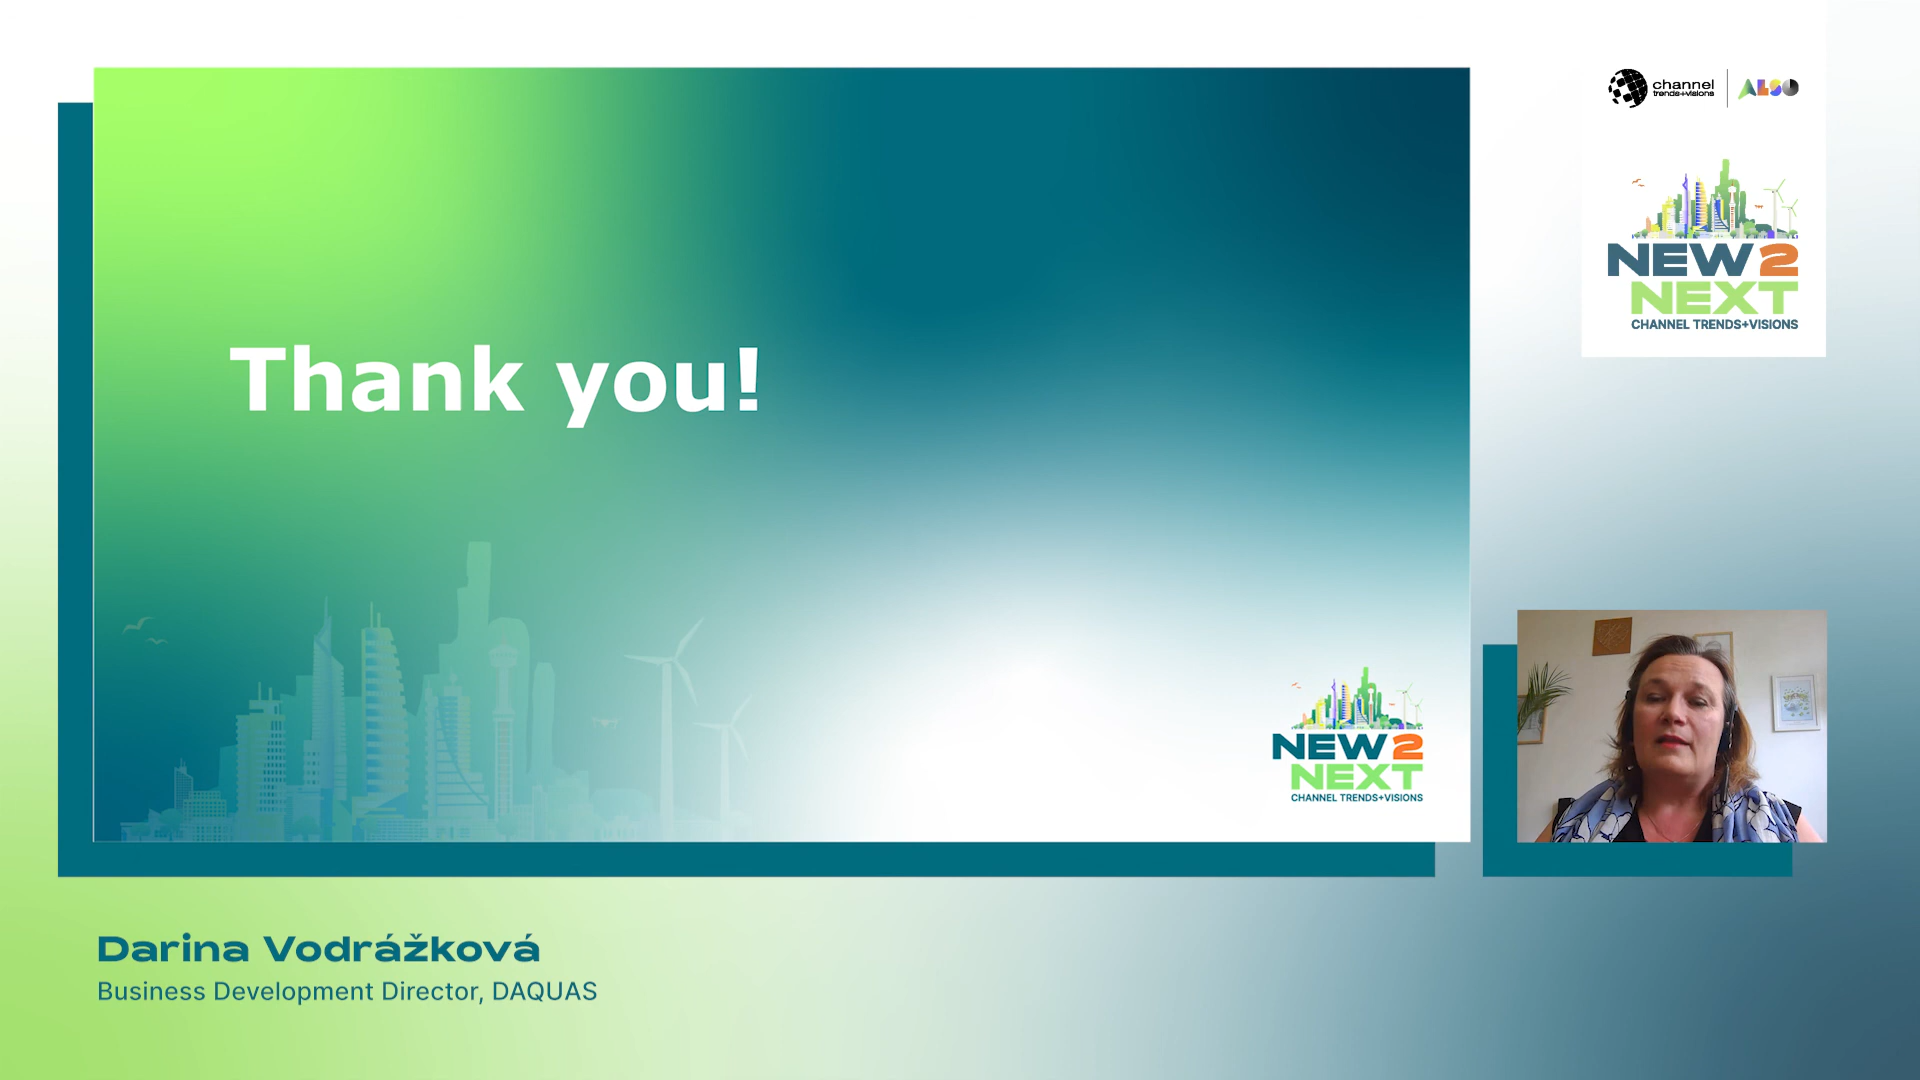 channel
trends+visions
ALSO
NEW 2
NEXT
CHANNEL TRENDS+VISIONS
Thank you!
NEW 2
NEXT
CHANNEL TRENDS+VISIONS
Darina Vodrážková
Business Development Director, DAQUAS